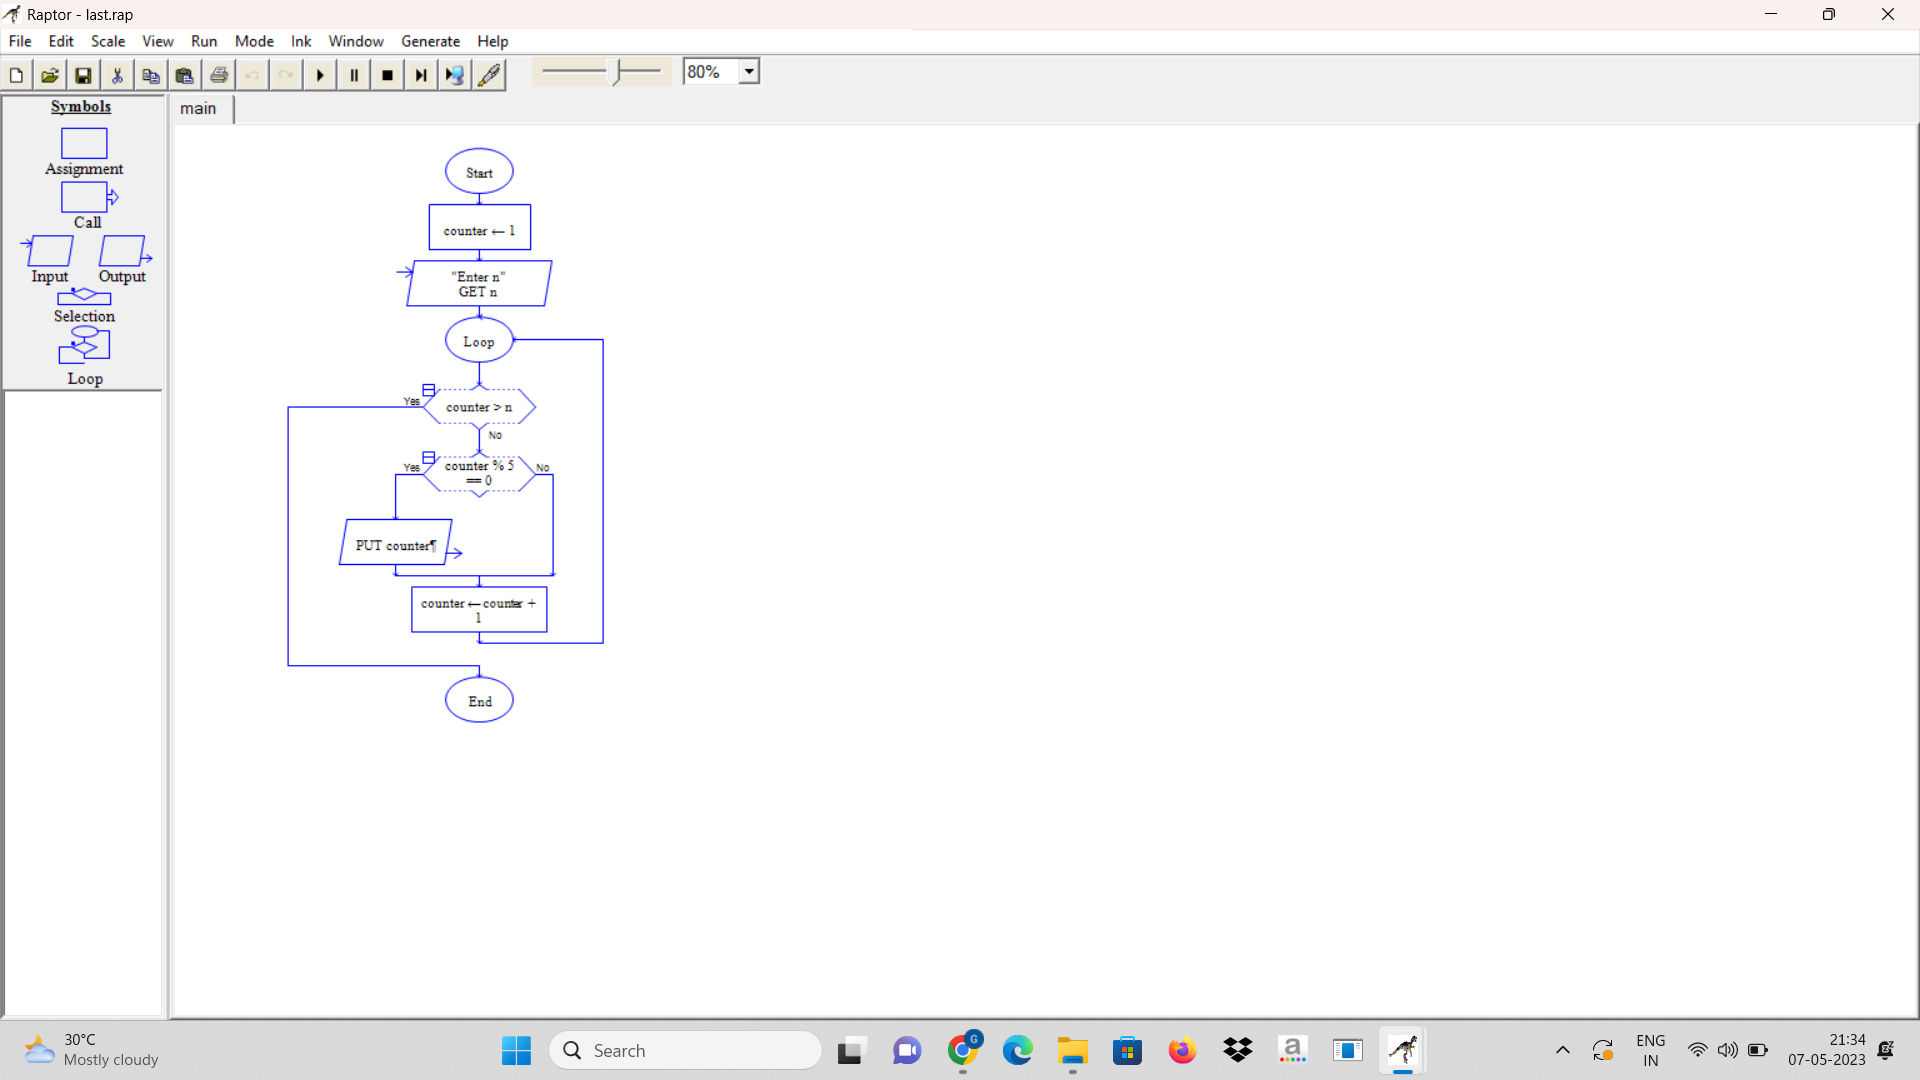 Raptor - last.rap
File Edit Scale View Run Mode Ink Window Generate Help
80%
Symbols
Assignment
Call
Input Output
Selection
Loop
main
Start
counter ← 1
"Enter n"
GET n
Loop
Yes
counter > n
No
Yes
counter % 5
== 0
No
PUT counter¶
counter ← counter +
1
End
30°C
Mostly cloudy
Search
G
a
ENG
IN
21:34
07-05-2023